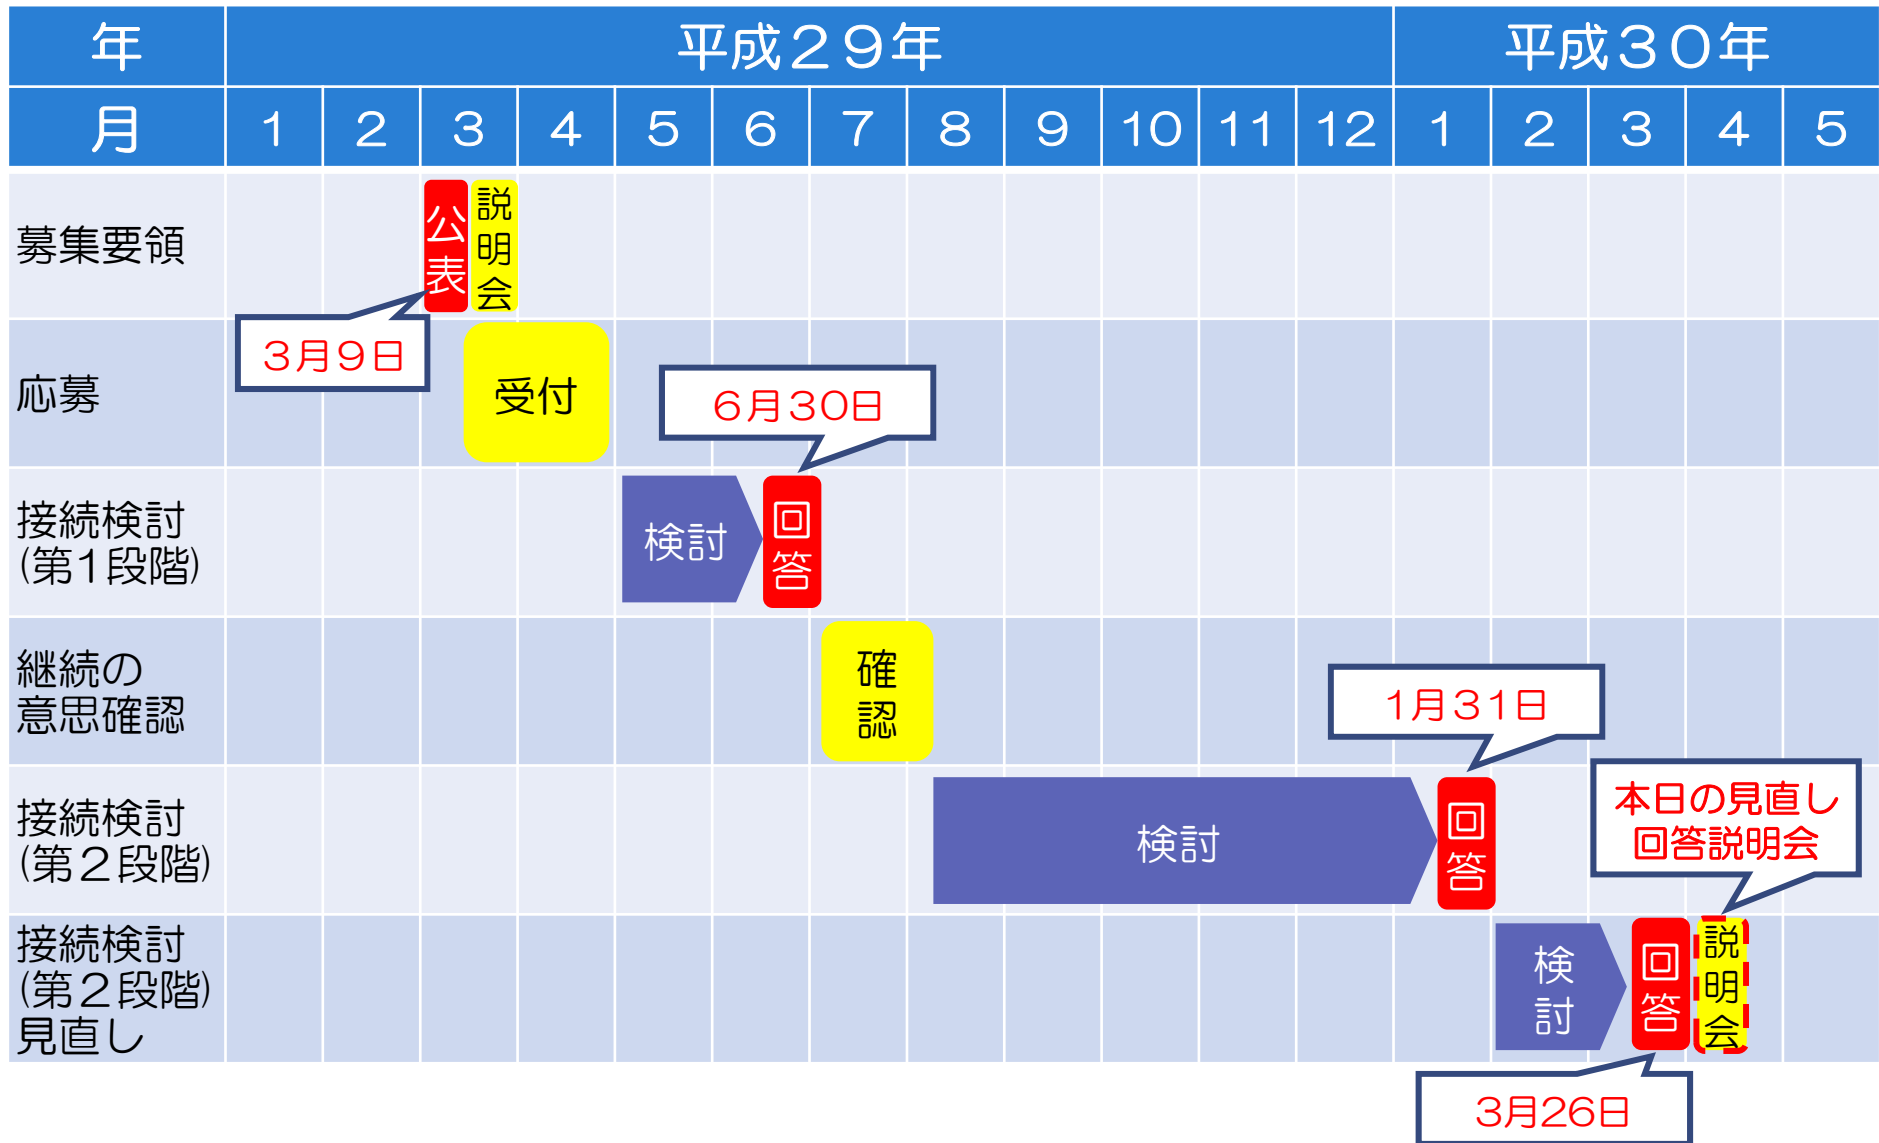 年 平成２９年 平成３０年
月 1 2 3 4 5 6 7 8 9 10 11 12 1 2 3 4 5
募集要領
公表
説明会
3月9日
応募
受付
6月30日
接続検討
(第１段階)
検討
回答
継続の
意思確認
確認
1月31日
接続検討
(第２段階)
検討
回答
本日の見直し
回答説明会
接続検討
(第２段階)
見直し
検討
回答
説明会
3月26日